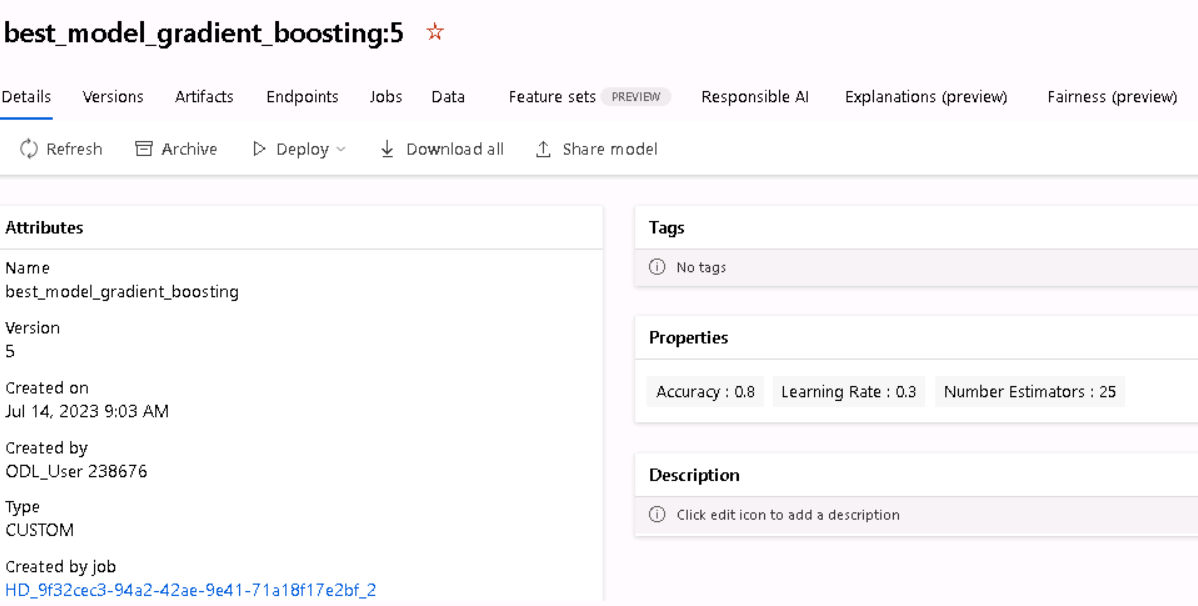 best_model_gradient_boosting:5
Details Versions Artifacts Endpoints Jobs Data Feature sets PREVIEW Responsible AI Explanations (preview) Fairness (preview)
Refresh Archive Deploy Download all Share model
Attributes
Name
best_model_gradient_boosting
Version
5
Created on
Jul 14, 2023 9:03 AM
Created by
ODL_User 238676
Type
CUSTOM
Created by job
HD_9f32cec3-94a2-42ae-9e41-71a18f17e2bf_2
Tags
No tags
Properties
Accuracy : 0.8 Learning Rate : 0.3 Number Estimators : 25
Description
Click edit icon to add a description